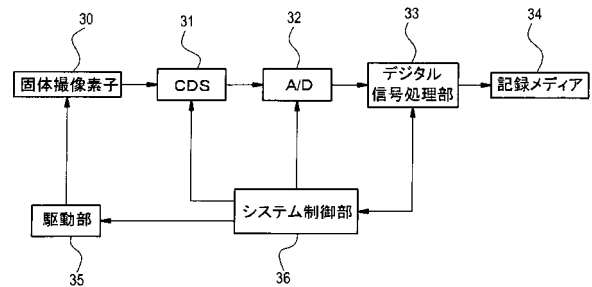 30
31
32
33
34
固体撮像素子
CDS
A/D
デジタル
信号処理部
記録メディア
駆動部
システム制御部
35
36